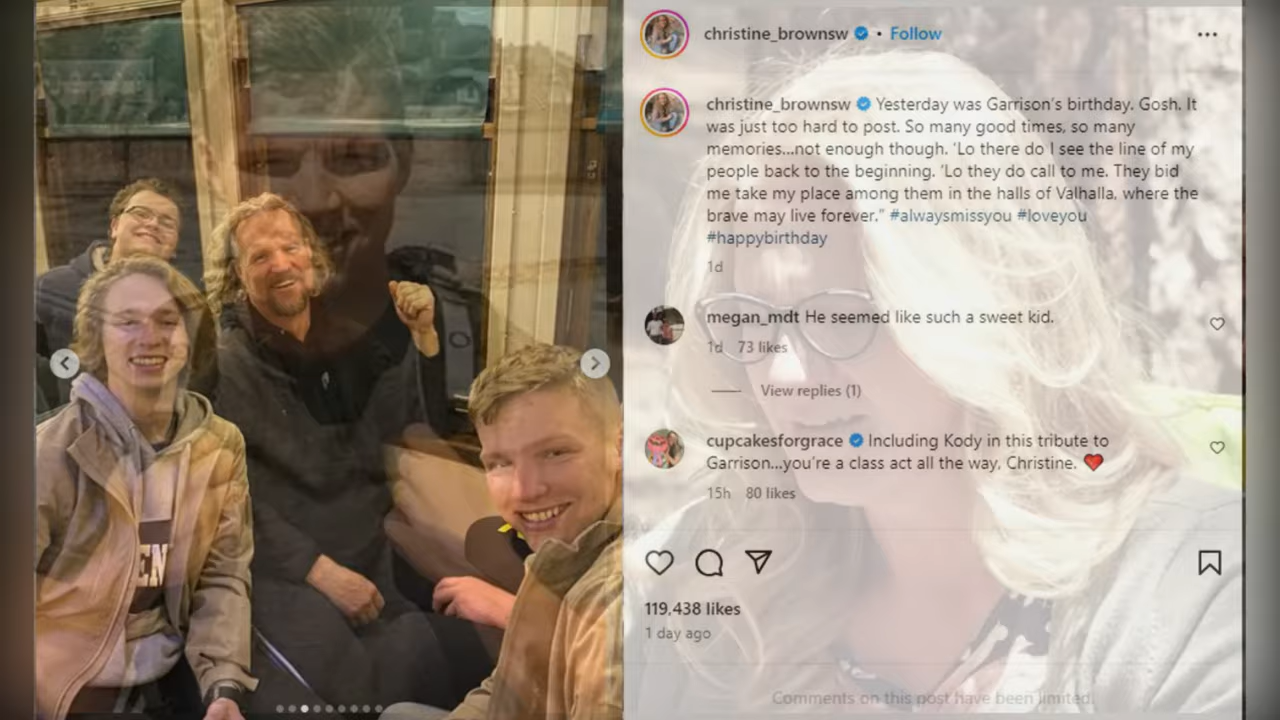 christine_brownsw • Follow
christine_brownsw Yesterday was Garrison's birthday. Gosh. It
was just too hard to post. So many good times, so many
memories...not enough though. 'Lo there do I see the line of my
people back to the beginning. 'Lo they do call to me. They bid
me take my place among them in the halls of Valhalla, where the
brave may live forever." #alwaysmissyou #loveyou
#happybirthday
1d
megan_mdt He seemed like such a sweet kid.
1d 73 likes
View replies (1)
cupcakesforgrace Including Kody in this tribute to
Garrison...you're a class act all the way, Christine. ❤️
15h 80 likes
119,438 likes
1 day ago
Comments on this post have been limited.
EN